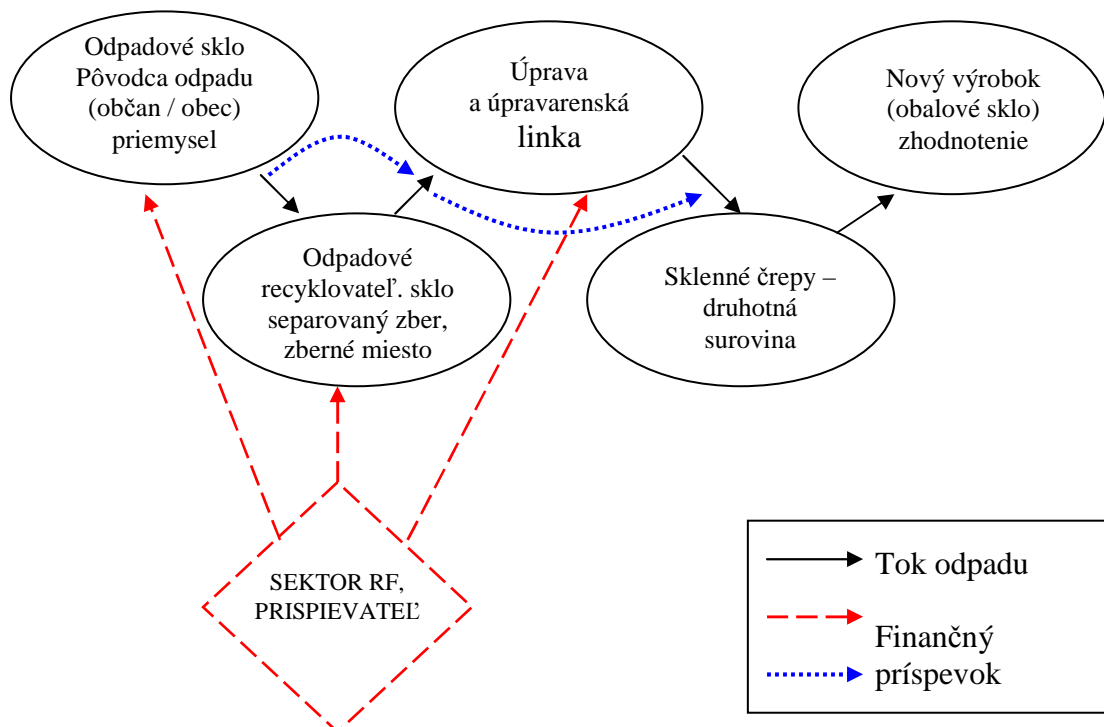 Odpadové sklo
Pôvodca odpadu
(občan / obec)
priemysel
Úprava
a úpravarenská
linka
Nový výrobok
(obalové sklo)
zhodnotenie
Odpadové
recyklovateľ. sklo
separovaný zber,
zberné miesto
Sklenné črepy –
druhotná
surovina
SEKTOR RF,
PRISPIEVATEĽ
Tok odpadu
Finančný
príspevok